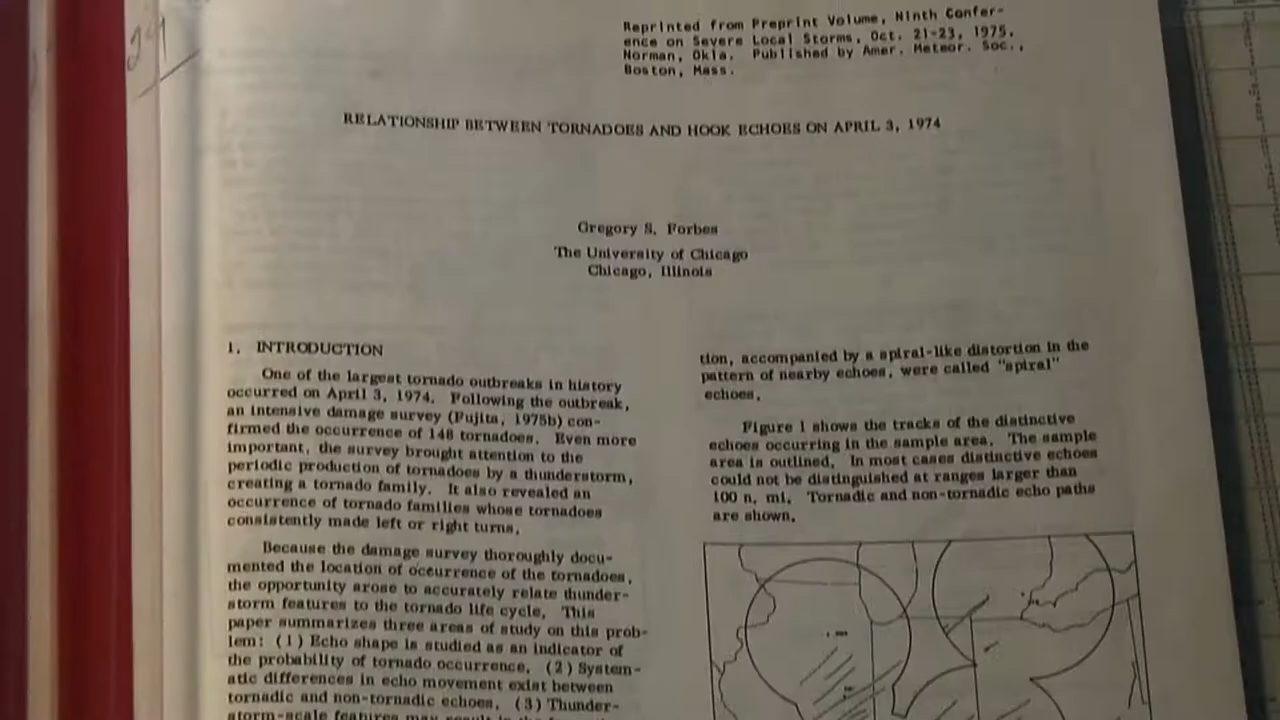 241
Reprinted from Preprint Volume, Ninth Confer-
ence on Severe Local Storms, Oct. 21-23, 1975,
Norman, Okla. Published by Amer. Meteor. Soc.,
Boston, Mass.
RELATIONSHIP BETWEEN TORNADOES AND HOOK ECHOES ON APRIL 3, 1974
Gregory S. Forbes
The University of Chicago
Chicago, Illinois
1. INTRODUCTION
One of the largest tornado outbreaks in history
occurred on April 3, 1974. Following the outbreak,
an intensive damage survey (Fujita, 1975b) con-
firmed the occurrence of 148 tornadoes. Even more
important, the survey brought attention to the
periodic production of tornadoes by a thunderstorm,
creating a tornado family. It also revealed an
occurrence of tornado families whose tornadoes
consistently made left or right turns.
Because the damage survey thoroughly docu-
mented the location of occurrence of the tornadoes,
the opportunity arose to accurately relate thunder-
storm features to the tornado life cycle. This
paper summarizes three areas of study on this prob-
lem: (1) Echo shape is studied as an indicator of
the probability of tornado occurrence. (2) System-
atic differences in echo movement exist between
tornadic and non-tornadic echoes. (3) Thunder-
storm-scale features may result in the
tion, accompanied by a spiral-like distortion in the
pattern of nearby echoes, were called "spiral"
echoes.
Figure 1 shows the tracks of the distinctive
echoes occurring in the sample area. The sample
area is outlined. In most cases distinctive echoes
could not be distinguished at ranges larger than
100 n. mi. Tornadic and non-tornadic echo paths
are shown.